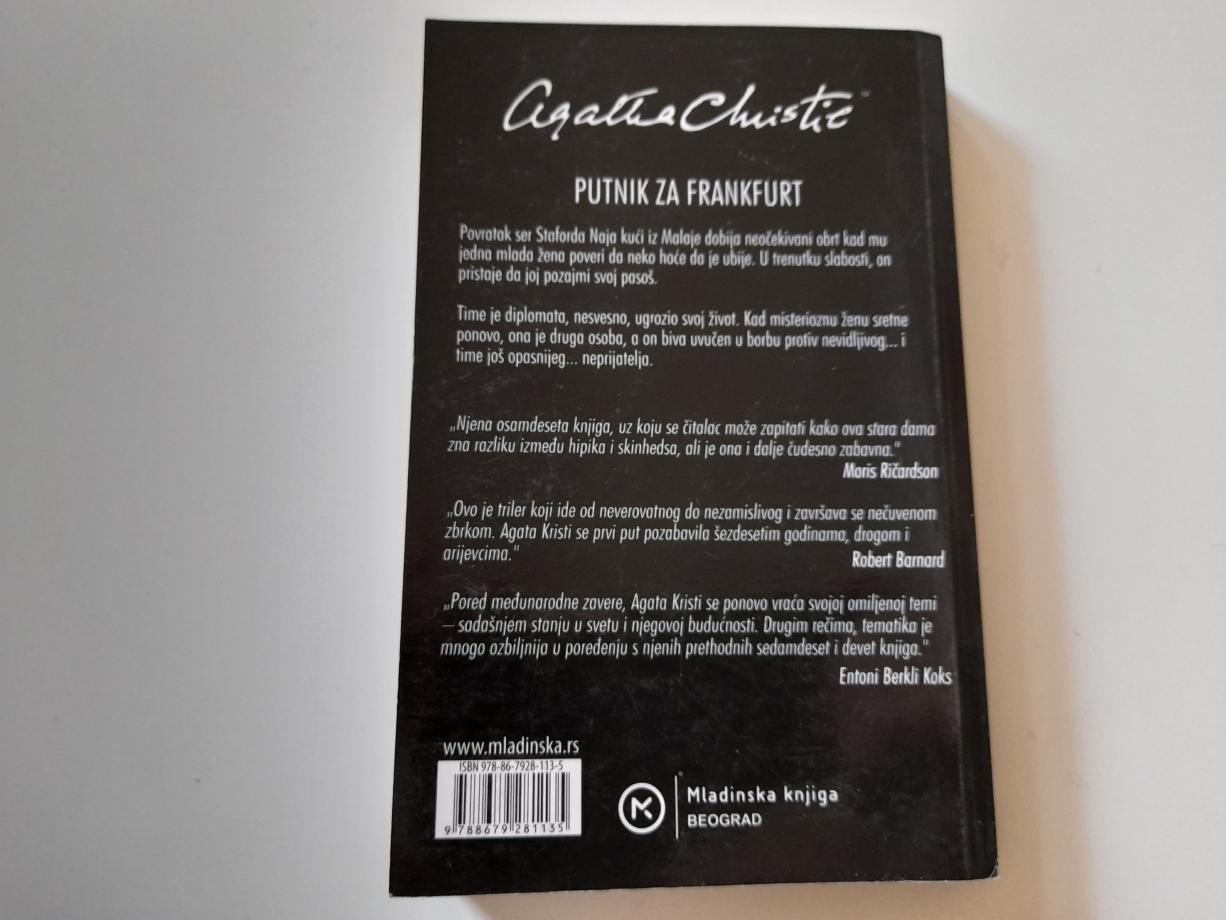 Agatha Christie
PUTNIK ZA FRANKFURT
Povratak ser Staforda Naja kući iz Malaje dobija neočekivani obrt kad mu
jedna mlada žena poveri da neko hoće da je ubije. U trenutku slabosti, on
pristaje da joj pozajmi svoj pasoš.
Time je diplomata, nesvesno, ugrozio svoj život. Kad misterioznu ženu sretne
ponovo, ona je druga osoba, a on biva uvučen u borbu protiv nevidljivog... i
time još opasnijeg... neprijatelja.
„Njena osamdeseta knjiga, uz koju se čitalac može zapitati kako ova stara dama
zna razliku između hipika i skinhedsa, ali je ona i dalje čudesno zabavna."
Moris Ričardson
„Ovo je triler koji ide od neverovatnog do nezamislivog i završava se nečuvenom
zbrkom. Agata Kristi se prvi put pozabavila šezdesetim godinama, drogom i
arijevcima."
Robert Barnard
„Pored međunarodne zavere, Agata Kristi se ponovo vraća svojoj omiljenoj temi
– sadašnjem stanju u svetu i njegovoj budućnosti. Drugim rečima, tematika je
mnogo ozbiljnija u poređenju s njenih prethodnih sedamdeset i devet knjiga."
Entoni Berkli Koks
www.mladinska.rs
ISBN 978-86-7928-113-5
9 788679 281135
Mladinska knjiga
BEOGRAD